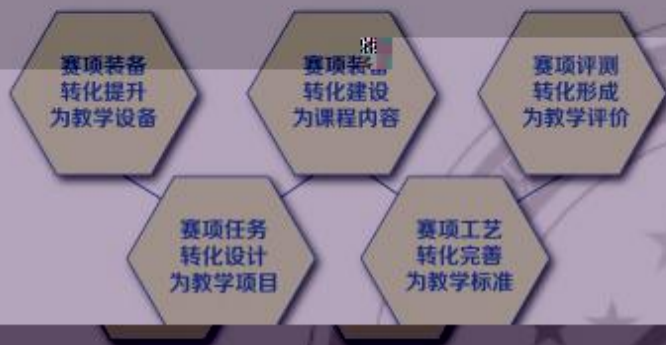 赛项装备
转化提升
为教学设备
赛项装
转化建设
为课程内容
赛项评测
转化形成
为教学评价
赛项任务
转化设计
为教学项目
赛项工艺
转化完善
为教学标准